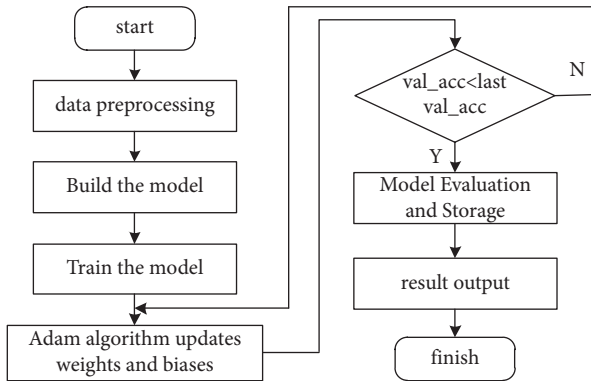 start
data preprocessing
Build the model
Train the model
Adam algorithm updates
weights and biases
val_acc<last
val_acc
N
Y
Model Evaluation
and Storage
result output
finish